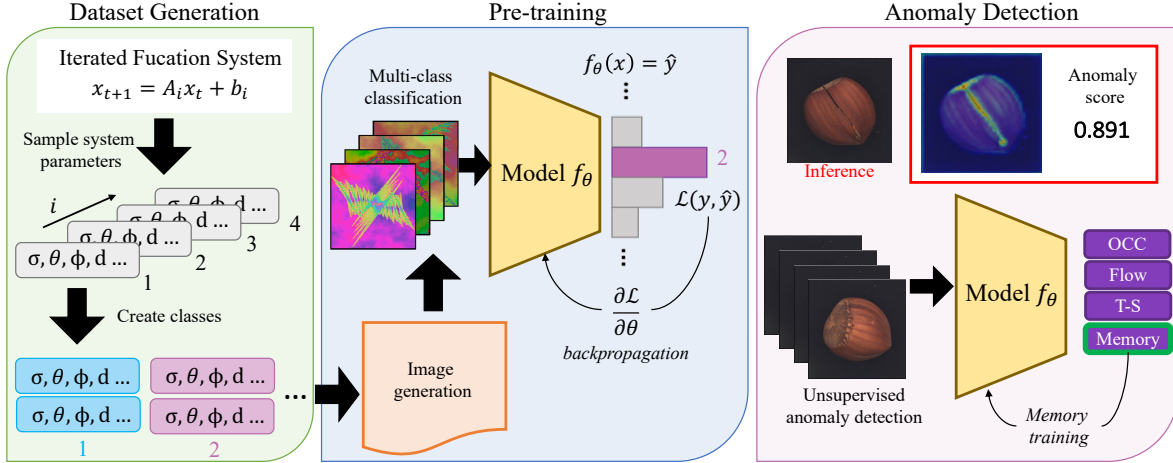 Dataset Generation
Iterated Fucation System
x_{t+1} = A_i x_t + b_i
Sample system
parameters
i
σ, θ, ϕ, d ...
4
σ, θ, ϕ, d ...
3
σ, θ, ϕ, d ...
2
σ, θ, ϕ, d ...
1
Create classes
σ, θ, ϕ, d ...
σ, θ, ϕ, d ...
σ, θ, ϕ, d ...
σ, θ, ϕ, d ...
...
1
2
Pre-training
Multi-class
classification
Model f_θ
f_θ(x) = ŷ
...
2
ℒ(y, ŷ)
...
∂ℒ
∂θ
backpropagation
Image
generation
Anomaly Detection
Inference
Anomaly
score
0.891
Model f_θ
OCC
Flow
T-S
Memory
Unsupervised
anomaly detection
Memory
training